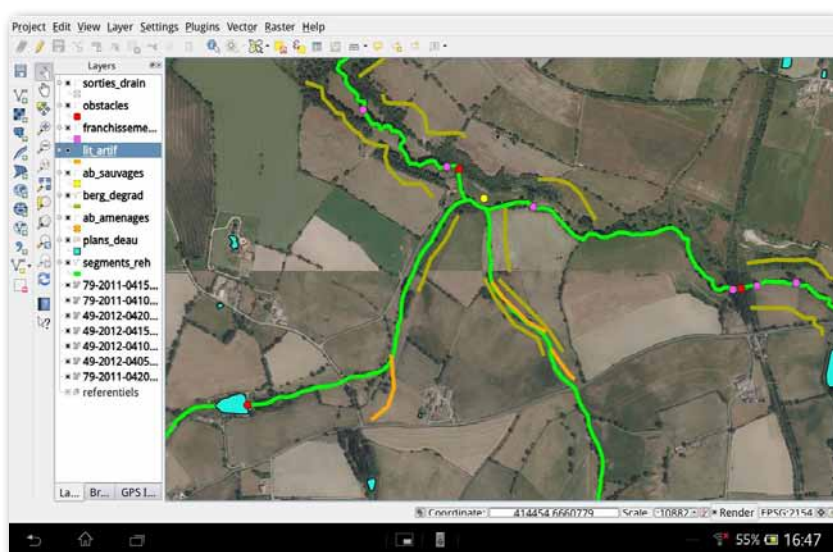 Project Edit View Layer Settings Plugins Vector Raster Help
Layers
sorties_drain
obstacles
franchisseme...
lit_artif
ab_sauvages
berg_degrad
ab_amenages
plans_deau
segments_reh
79-2011-0415...
79-2011-0410...
49-2012-0420...
49-2012-0415...
49-2012-0410...
49-2012-0405...
79-2011-0420...
referentiels
La... Br... GPS I...
Coordinate: 414454,6660779 Scale 10882 Render EPSG:2154
55% 16:47